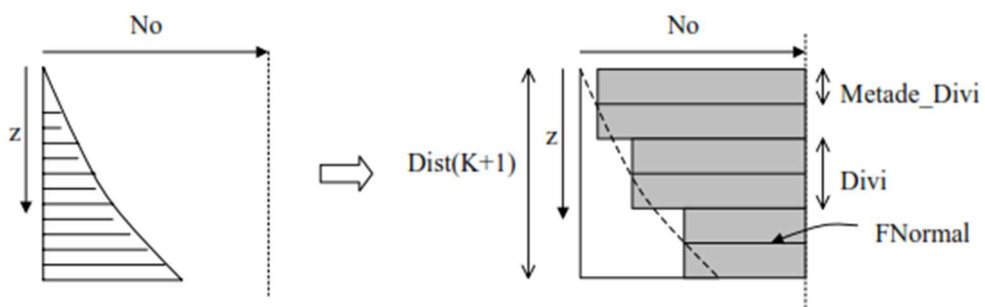 No
z
No
z
Dist(K+1)
Metade_Divi
Divi
FNormal